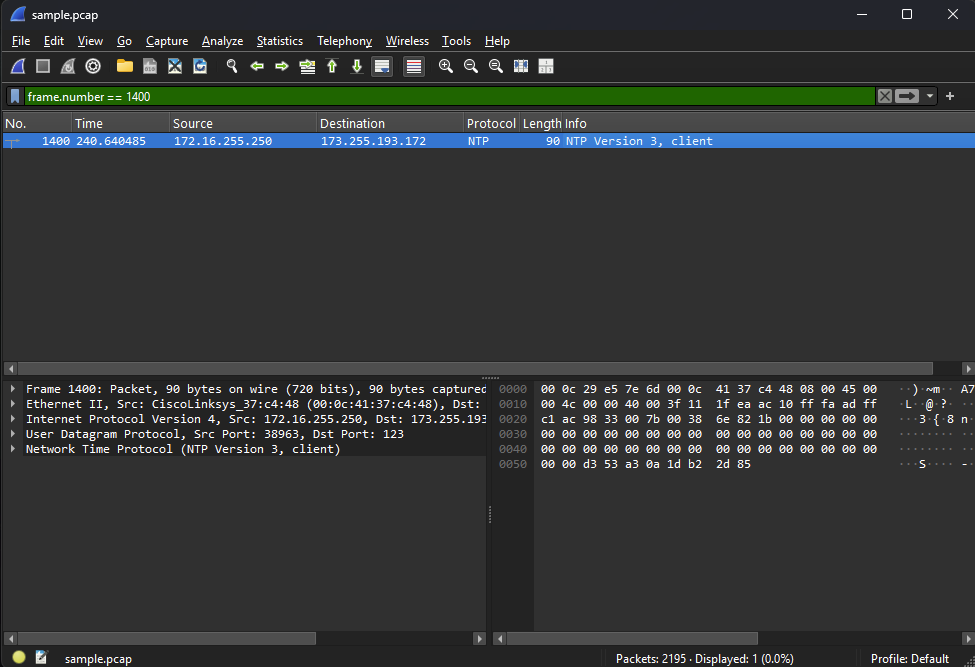 sample.pcap
File Edit View Go Capture Analyze Statistics Telephony Wireless Tools Help
frame.number == 1400
No. Time Source Destination Protocol Length Info
1400 240.640485 172.16.255.250 173.255.193.172 NTP 90 NTP Version 3, client
Frame 1400: Packet, 90 bytes on wire (720 bits), 90 bytes captured
Ethernet II, Src: CiscoLinksys_37:c4:48 (00:0c:41:37:c4:48), Dst:
Internet Protocol Version 4, Src: 172.16.255.250, Dst: 173.255.193
User Datagram Protocol, Src Port: 38963, Dst Port: 123
Network Time Protocol (NTP Version 3, client)
0000 00 0c 29 e5 7e 6d 00 0c 41 37 c4 48 08 00 45 00 ··)·~m·· A7
0010 00 4c 00 00 40 00 3f 11 1f ea ac 10 ff fa ad ff ·L··@·?·
0020 c1 ac 98 33 00 7b 00 38 6e 82 1b 00 00 00 00 00 ···3·{·8 n·
0030 00 00 00 00 00 00 00 00 00 00 00 00 00 00 00 00 ········ ··
0040 00 00 00 00 00 00 00 00 00 00 00 00 00 00 00 00 ········ ··
0050 00 00 d3 53 a3 0a 1d b2 2d 85 ···S···· -·
sample.pcap
Packets: 2195 · Displayed: 1 (0.0%)
Profile: Default